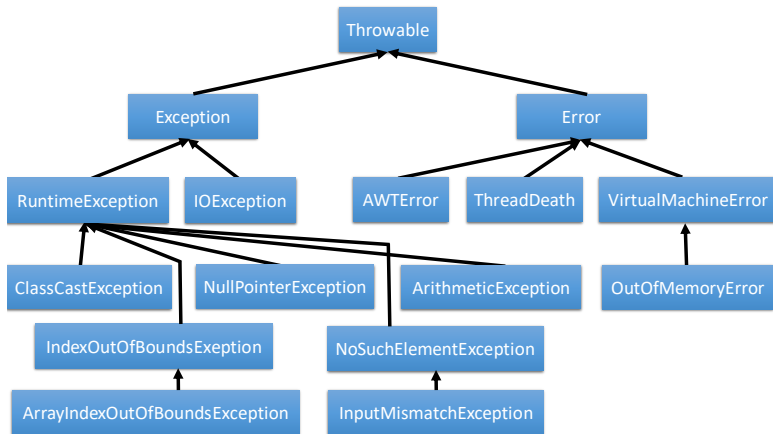 Throwable
Exception
Error
RuntimeException
IOException
AWTError
ThreadDeath
VirtualMachineError
ClassCastException
NullPointerException
ArithmeticException
OutOfMemoryError
IndexOutOfBoundsExeption
NoSuchElementException
ArrayIndexOutOfBoundsException
InputMismatchException